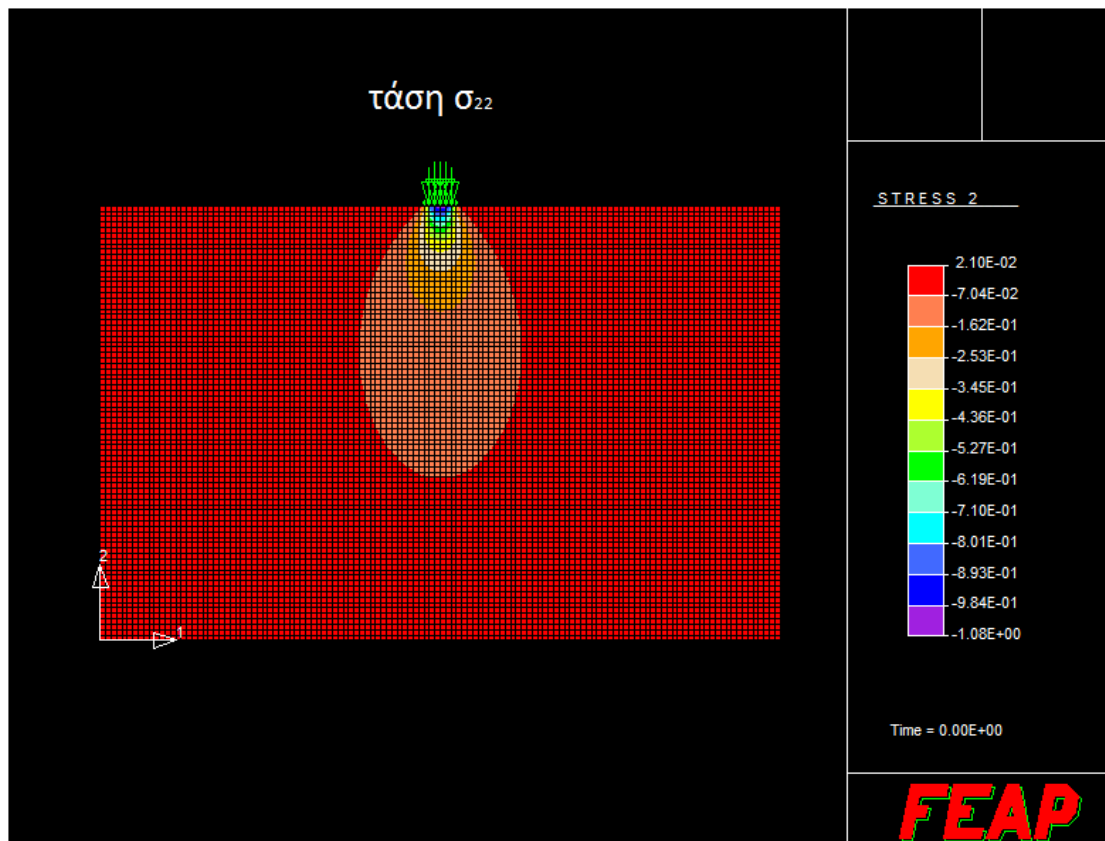 τάση σ22
STRESS 2
2.10E-02
-7.04E-02
-1.62E-01
-2.53E-01
-3.45E-01
-4.36E-01
-5.27E-01
-6.19E-01
-7.10E-01
-8.01E-01
-8.93E-01
-9.84E-01
-1.08E+00
2
1
Time = 0.00E+00
FEAP